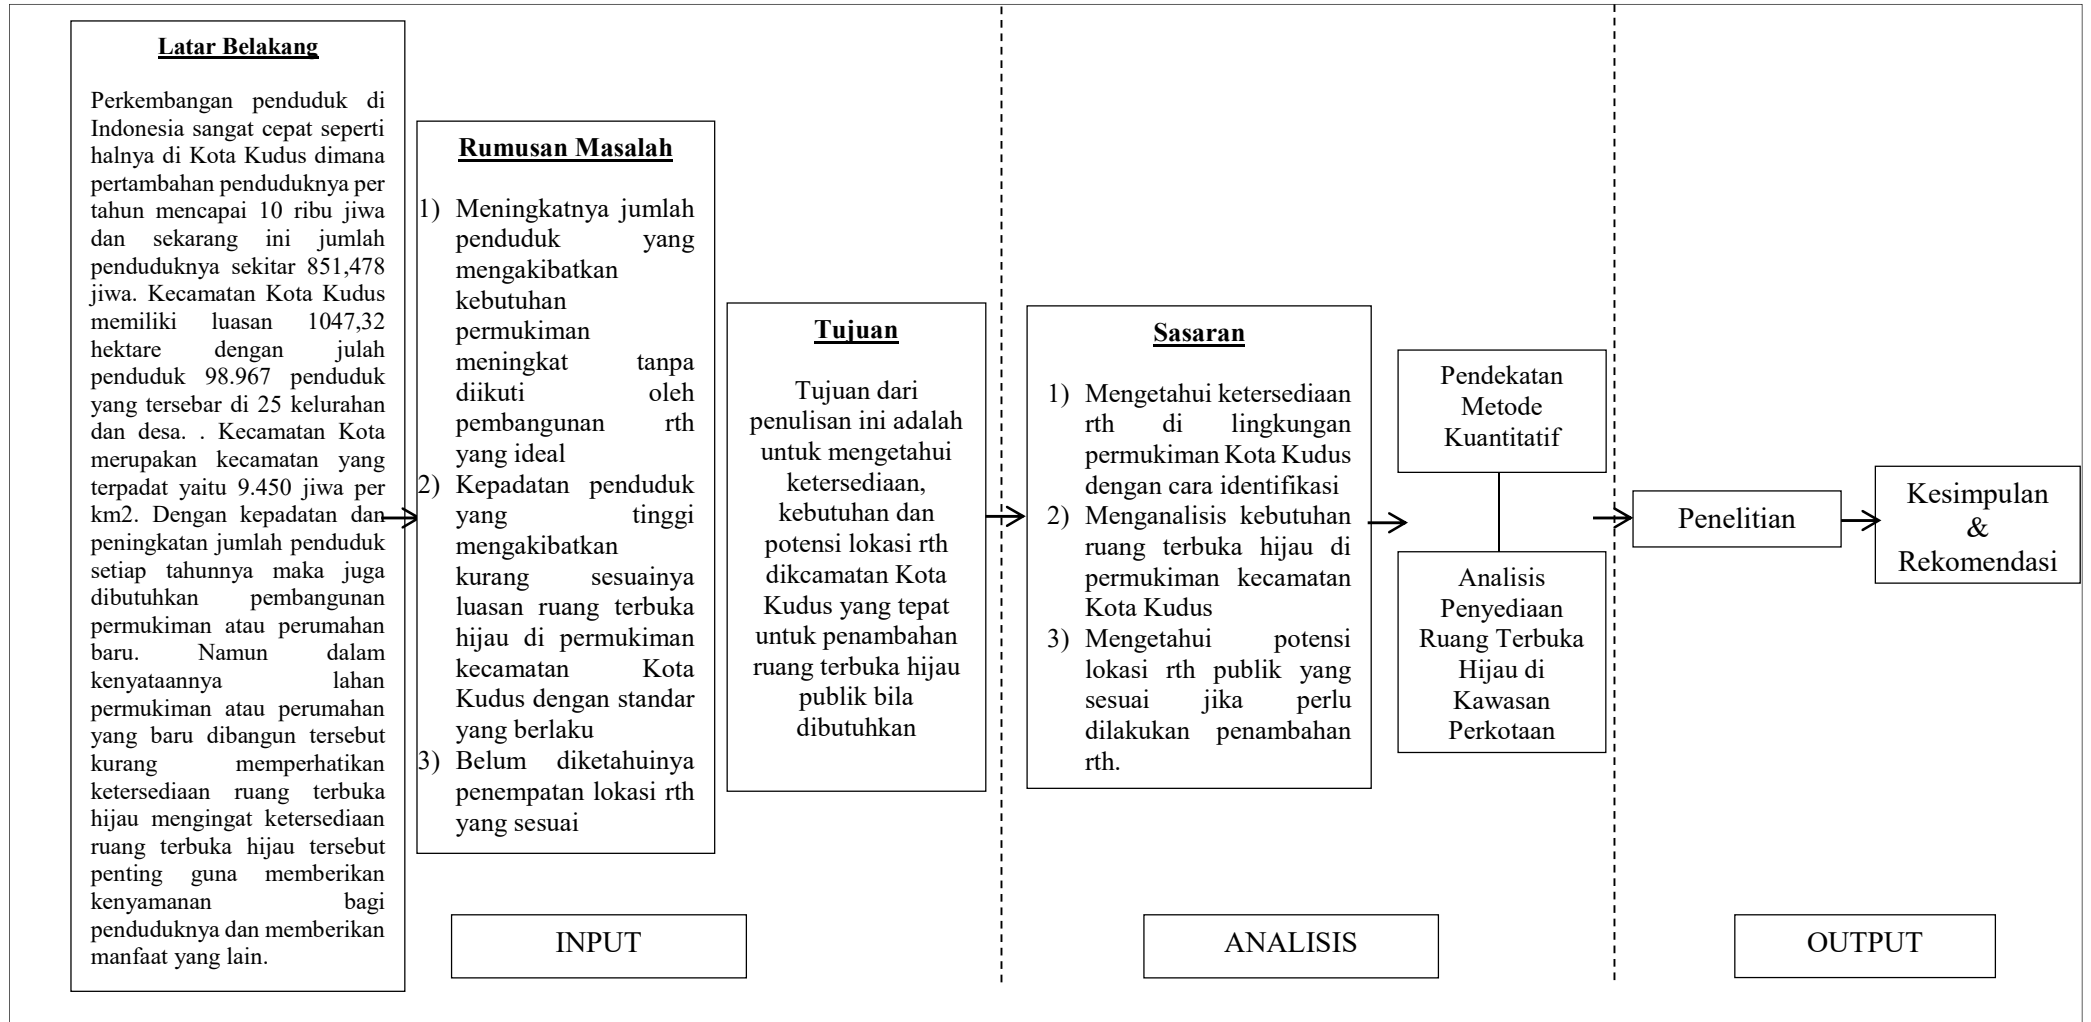 Latar Belakang
Perkembangan penduduk di
Indonesia sangat cepat seperti
halnya di Kota Kudus dimana
pertambahan penduduknya per
tahun mencapai 10 ribu jiwa
dan sekarang ini jumlah
penduduknya sekitar 851,478
jiwa. Kecamatan Kota Kudus
memiliki luasan 1047,32
hektare dengan julah
penduduk 98.967 penduduk
yang tersebar di 25 kelurahan
dan desa. . Kecamatan Kota
merupakan kecamatan yang
terpadat yaitu 9.450 jiwa per
km2. Dengan kepadatan dan
peningkatan jumlah penduduk
setiap tahunnya maka juga
dibutuhkan pembangunan
permukiman atau perumahan
baru. Namun dalam
kenyataannya lahan
permukiman atau perumahan
yang baru dibangun tersebut
kurang memperhatikan
ketersediaan ruang terbuka
hijau mengingat ketersediaan
ruang terbuka hijau tersebut
penting guna memberikan
kenyamanan bagi
penduduknya dan memberikan
manfaat yang lain.
Rumusan Masalah
1) Meningkatnya jumlah
penduduk yang
mengakibatkan
kebutuhan
permukiman
meningkat tanpa
diikuti oleh
pembangunan rth
yang ideal
2) Kepadatan penduduk
yang tinggi
mengakibatkan
kurang sesuainya
luasan ruang terbuka
hijau di permukiman
kecamatan Kota
Kudus dengan standar
yang berlaku
3) Belum diketahuinya
penempatan lokasi rth
yang sesuai
Tujuan
Tujuan dari
penulisan ini adalah
untuk mengetahui
ketersediaan,
kebutuhan dan
potensi lokasi rth
dikcamatan Kota
Kudus yang tepat
untuk penambahan
ruang terbuka hijau
publik bila
dibutuhkan
INPUT
Sasaran
1) Mengetahui ketersediaan
rth di lingkungan
permukiman Kota Kudus
dengan cara identifikasi
2) Menganalisis kebutuhan
ruang terbuka hijau di
permukiman kecamatan
Kota Kudus
3) Mengetahui potensi
lokasi rth publik yang
sesuai jika perlu
dilakukan penambahan
rth.
Pendekatan
Metode
Kuantitatif
Analisis
Penyediaan
Ruang Terbuka
Hijau di
Kawasan
Perkotaan
ANALISIS
Penelitian
Kesimpulan
&
Rekomendasi
OUTPUT